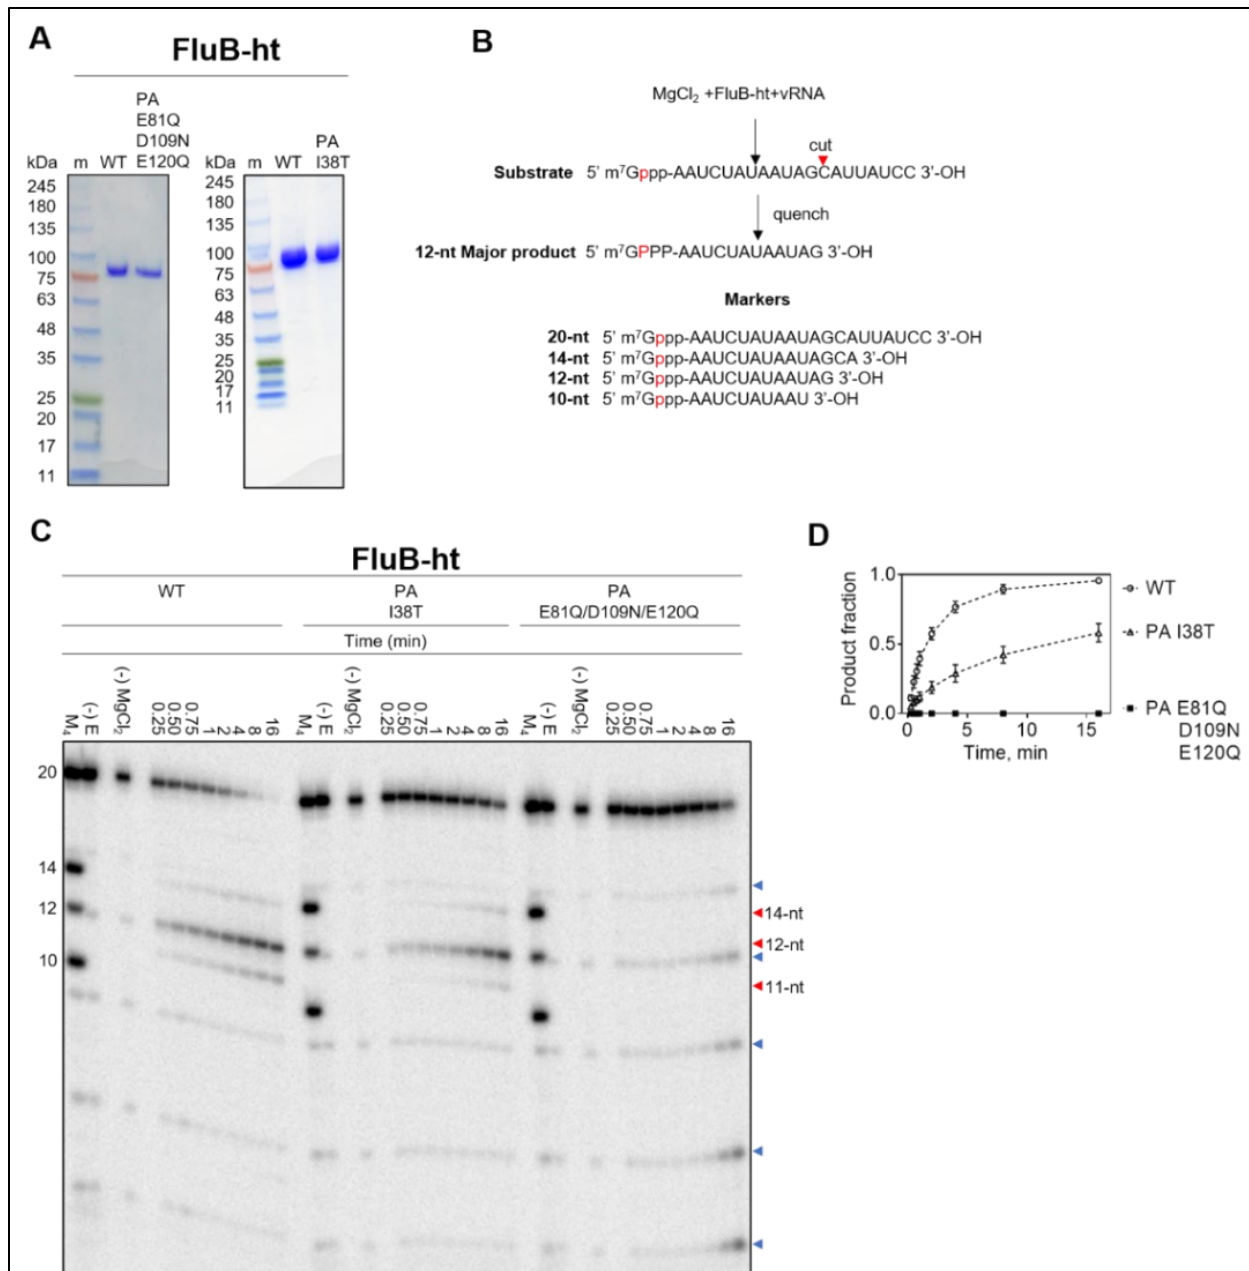 A
FluB-ht
PA
E81Q
D109N
kDa m WT E120Q
245
180
135
100
75
63
48
35
25
20
17
11
PA
kDa m WT I38T
245
180
135
100
75
63
48
35
25
20
17
11
B
MgCl2 +FluB-ht+vRNA
cut
Substrate 5' m7Gppp-AAUCUAUAAUAGCAUUAUCC 3'-OH
quench
12-nt Major product 5' m7GPPP-AAUCUAUAAUAG 3'-OH
Markers
20-nt 5' m7Gppp-AAUCUAUAAUAGCAUUAUCC 3'-OH
14-nt 5' m7Gppp-AAUCUAUAAUAGCA 3'-OH
12-nt 5' m7Gppp-AAUCUAUAAUAG 3'-OH
10-nt 5' m7Gppp-AAUCUAUAAU 3'-OH
C
FluB-ht
WT PA PA
I38T E81Q/D109N/E120Q
Time (min)
M4 (-) E (-) MgCl2 0.25 0.50 0.75 1 2 4 8 16 M4 (-) E (-) MgCl2 0.25 0.50 0.75 1 2 4 8 16 M4 (-) E (-) MgCl2 0.25 0.50 0.75 1 2 4 8 16
20
14
12
10
14-nt
12-nt
11-nt
D
Product fraction
1.0
0.5
0.0
0 5 10 15
Time, min
WT
PA I38T
PA E81Q
D109N
E120Q